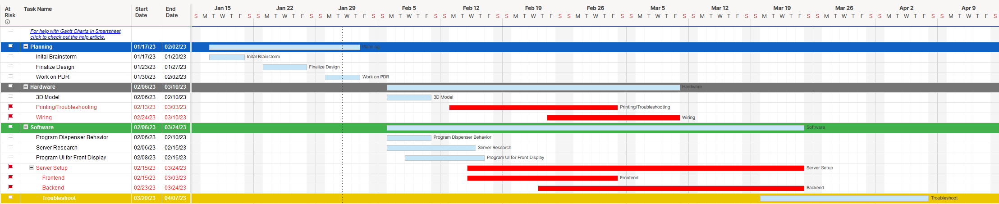 At Risk Task Name Start Date End Date
Jan 15 Jan 22 Jan 29 Feb 5 Feb 12 Feb 19 Feb 26 Mar 5 Mar 12 Mar 19 Mar 26 Apr 2 Apr 9
S M T W T F S S M T W T F S S M T W T F S S M T W T F S S M T W T F S S M T W T F S S M T W T F S S M T W T F S S M T W T F S S M T W T F S S M T W T F S S M T W T F S S M T W T F S
For help with Gantt Charts in Smartsheet,
click to check out the help article.
Planning 01/17/23 02/02/23 Planning
Inital Brainstorm 01/17/23 01/20/23 Inital Brainstorm
Finalize Design 01/23/23 01/27/23 Finalize Design
Work on PDR 01/30/23 02/02/23 Work on PDR
Hardware 02/06/23 03/10/23 Hardware
3D Model 02/06/23 02/10/23 3D Model
Printing/Troubleshooting 02/13/23 03/03/23 Printing/Troubleshooting
Wiring 02/24/23 03/10/23 Wiring
Software 02/06/23 03/24/23 Software
Program Dispenser Behavior 02/06/23 02/10/23 Program Dispenser Behavior
Server Research 02/06/23 02/15/23 Server Research
Program UI for Front Display 02/08/23 02/16/23 Program UI for Front Display
Server Setup 02/15/23 03/24/23 Server Setup
Frontend 02/15/23 03/03/23 Frontend
Backend 02/23/23 03/24/23 Backend
Troubleshoot 03/20/23 04/07/23 Troubleshoot